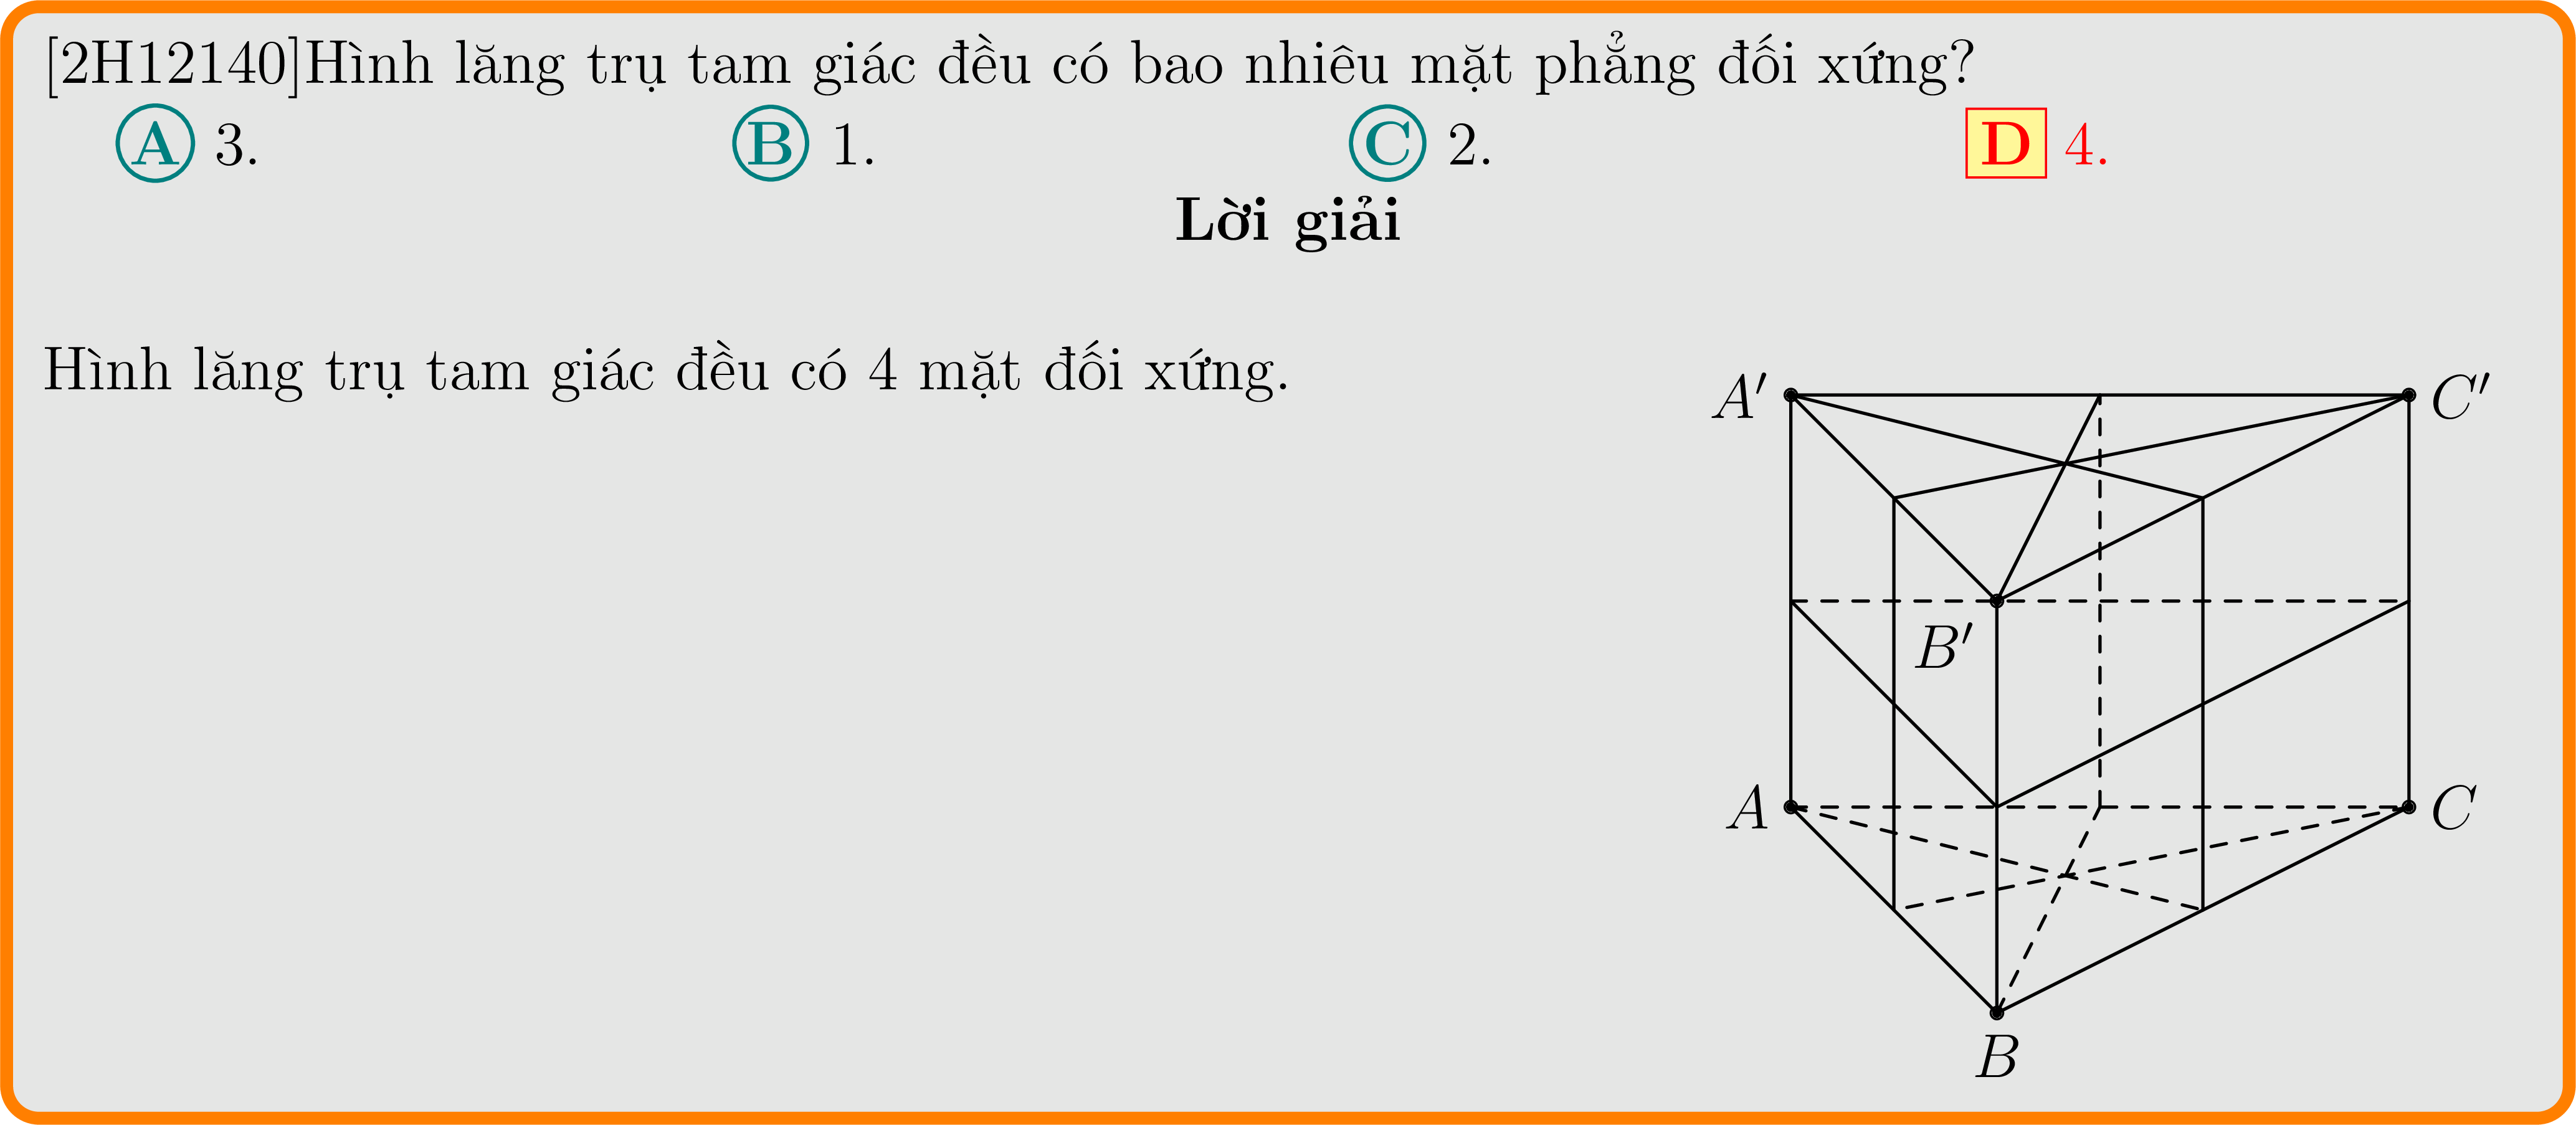 [2H12140]Hình lăng trụ tam giác đều có bao nhiêu mặt phẳng đối xứng?
A 3. B 1. C 2. D 4.
Lời giải
Hình lăng trụ tam giác đều có 4 mặt đối xứng.
A′ C′
B′
A C
B